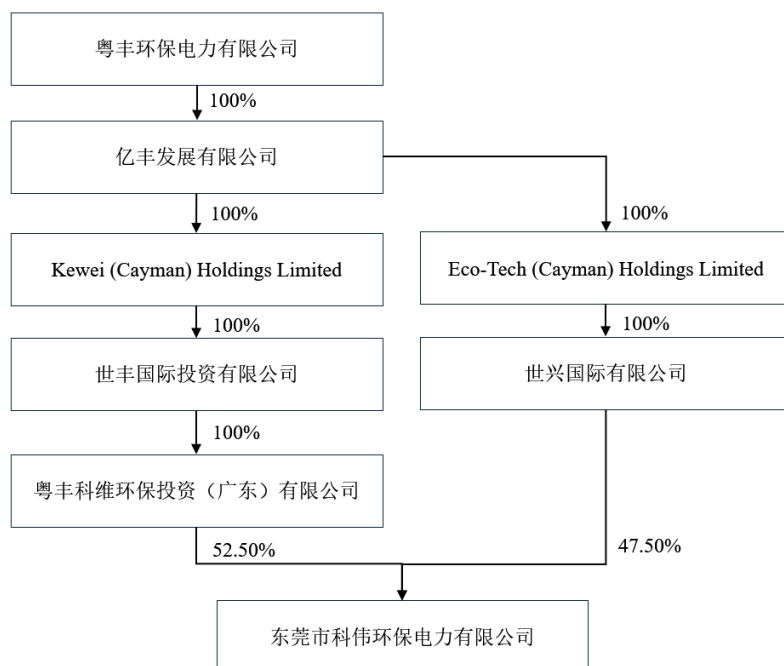 粤丰环保电力有限公司
100%
亿丰发展有限公司
100%
100%
Kewei (Cayman) Holdings Limited
Eco-Tech (Cayman) Holdings Limited
100%
100%
世丰国际投资有限公司
世兴国际有限公司
100%
粤丰科维环保投资（广东）有限公司
52.50%
47.50%
东莞市科伟环保电力有限公司